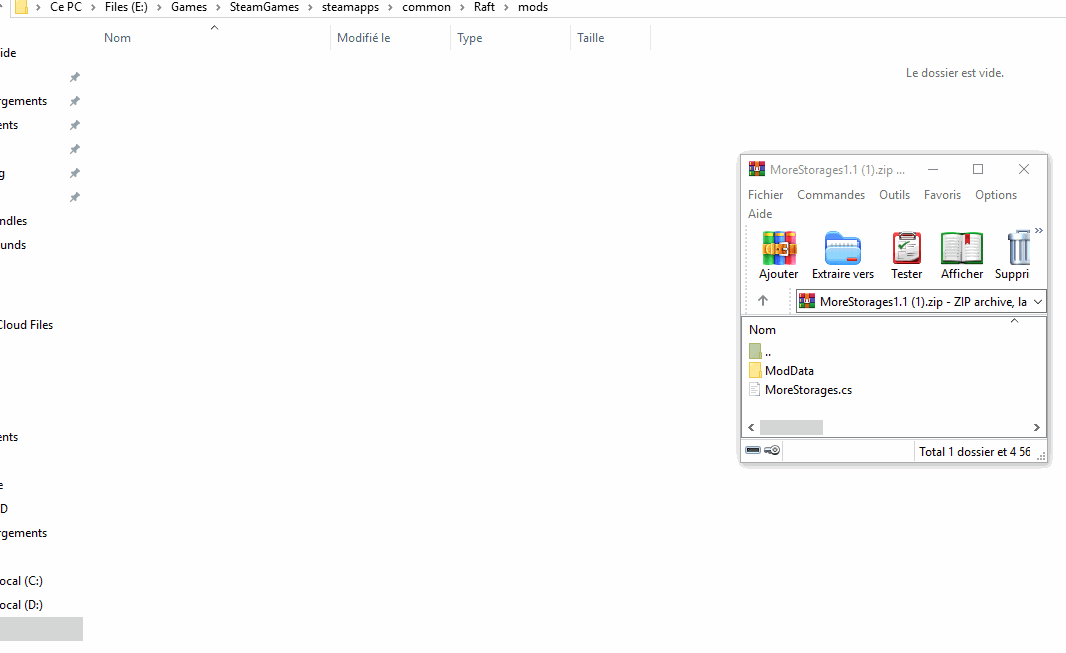 Ce PC > Files (E:) > Games > SteamGames > steamapps > common > Raft > mods
Nom Modifié le Type Taille
Le dossier est vide.
ide
rgements
ents
g
ndles
unds
Cloud Files
ents
e
D
rgements
ocal (C:)
ocal (D:)
MoreStorages1.1 (1).zip ...
Fichier Commandes Outils Favoris Options
Aide
Ajouter Extraire vers Tester Afficher Suppri
MoreStorages1.1 (1).zip - ZIP archive, la
Nom
..
ModData
MoreStorages.cs
Total 1 dossier et 4 56